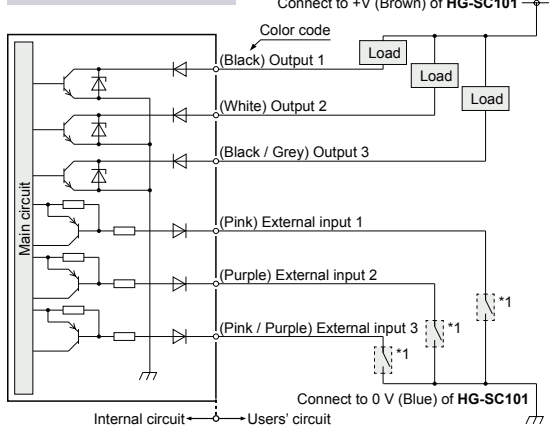 Connect to +V (Brown) of HG-SC101
Color code
(Black) Output 1
Load
(White) Output 2
Load
Load
(Black / Grey) Output 3
Main circuit
(Pink) External input 1
(Purple) External input 2
*1
(Pink / Purple) External input 3
*1
*1
Connect to 0 V (Blue) of HG-SC101
Internal circuit
Users' circuit